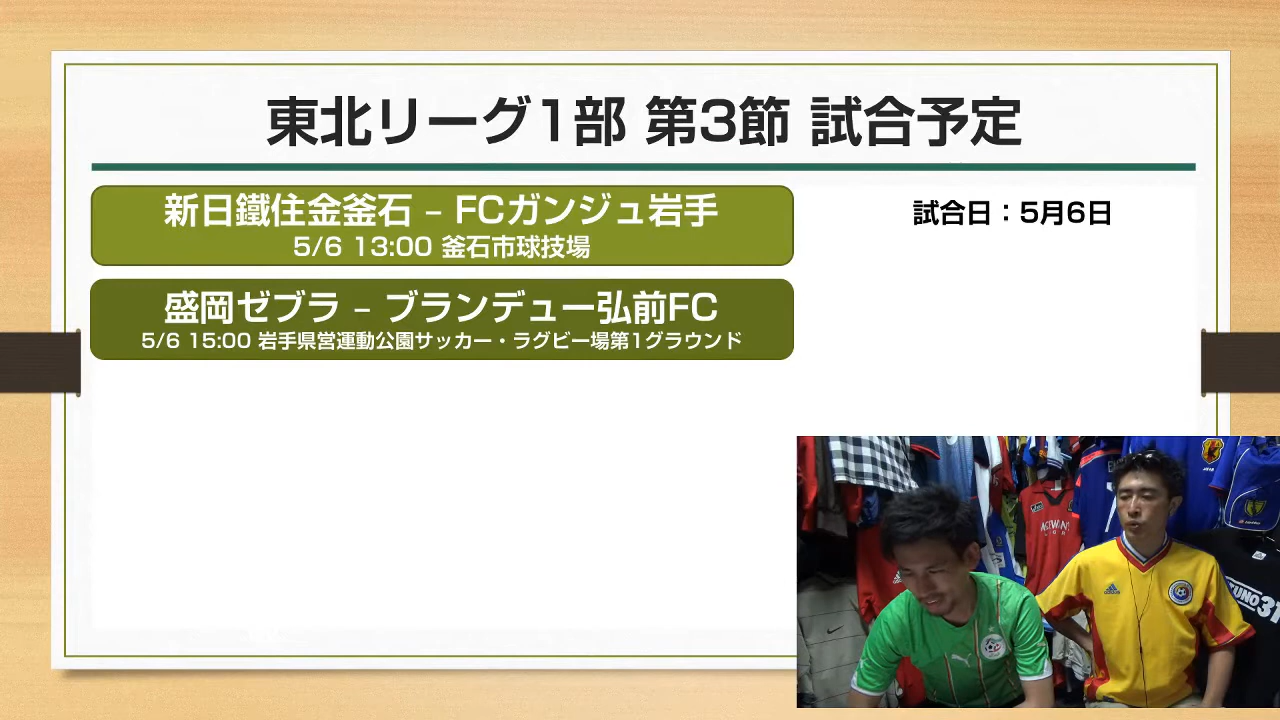 東北リーグ1部 第3節 試合予定
新日鐵住金釜石 – FCガンジュ岩手
5/6 13:00 釜石市球技場
試合日：5月6日
盛岡ゼブラ – ブランデュー弘前FC
5/6 15:00 岩手県営運動公園サッカー・ラグビー場第1グラウンド
adidas